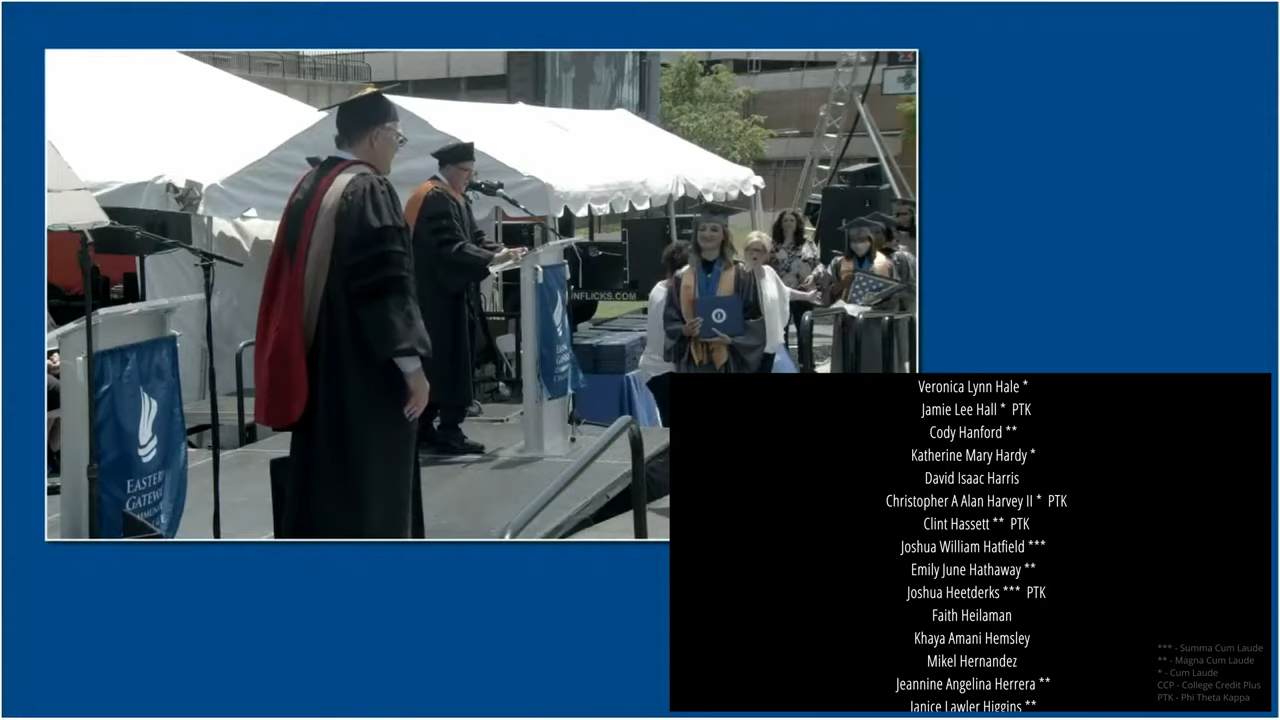 NFLICKS.COM
EASTERN
GATEWAY
Veronica Lynn Hale *
Jamie Lee Hall * PTK
Cody Hanford **
Katherine Mary Hardy *
David Isaac Harris
Christopher A Alan Harvey II * PTK
Clint Hassett ** PTK
Joshua William Hatfield ***
Emily June Hathaway **
Joshua Heetderks *** PTK
Faith Heilaman
Khaya Amani Hemsley
Mikel Hernandez
Jeannine Angelina Herrera **
Janice Lawler Higgins **
*** - Summa Cum Laude
** - Magna Cum Laude
* - Cum Laude
CCP - College Credit Plus
PTK - Phi Theta Kappa